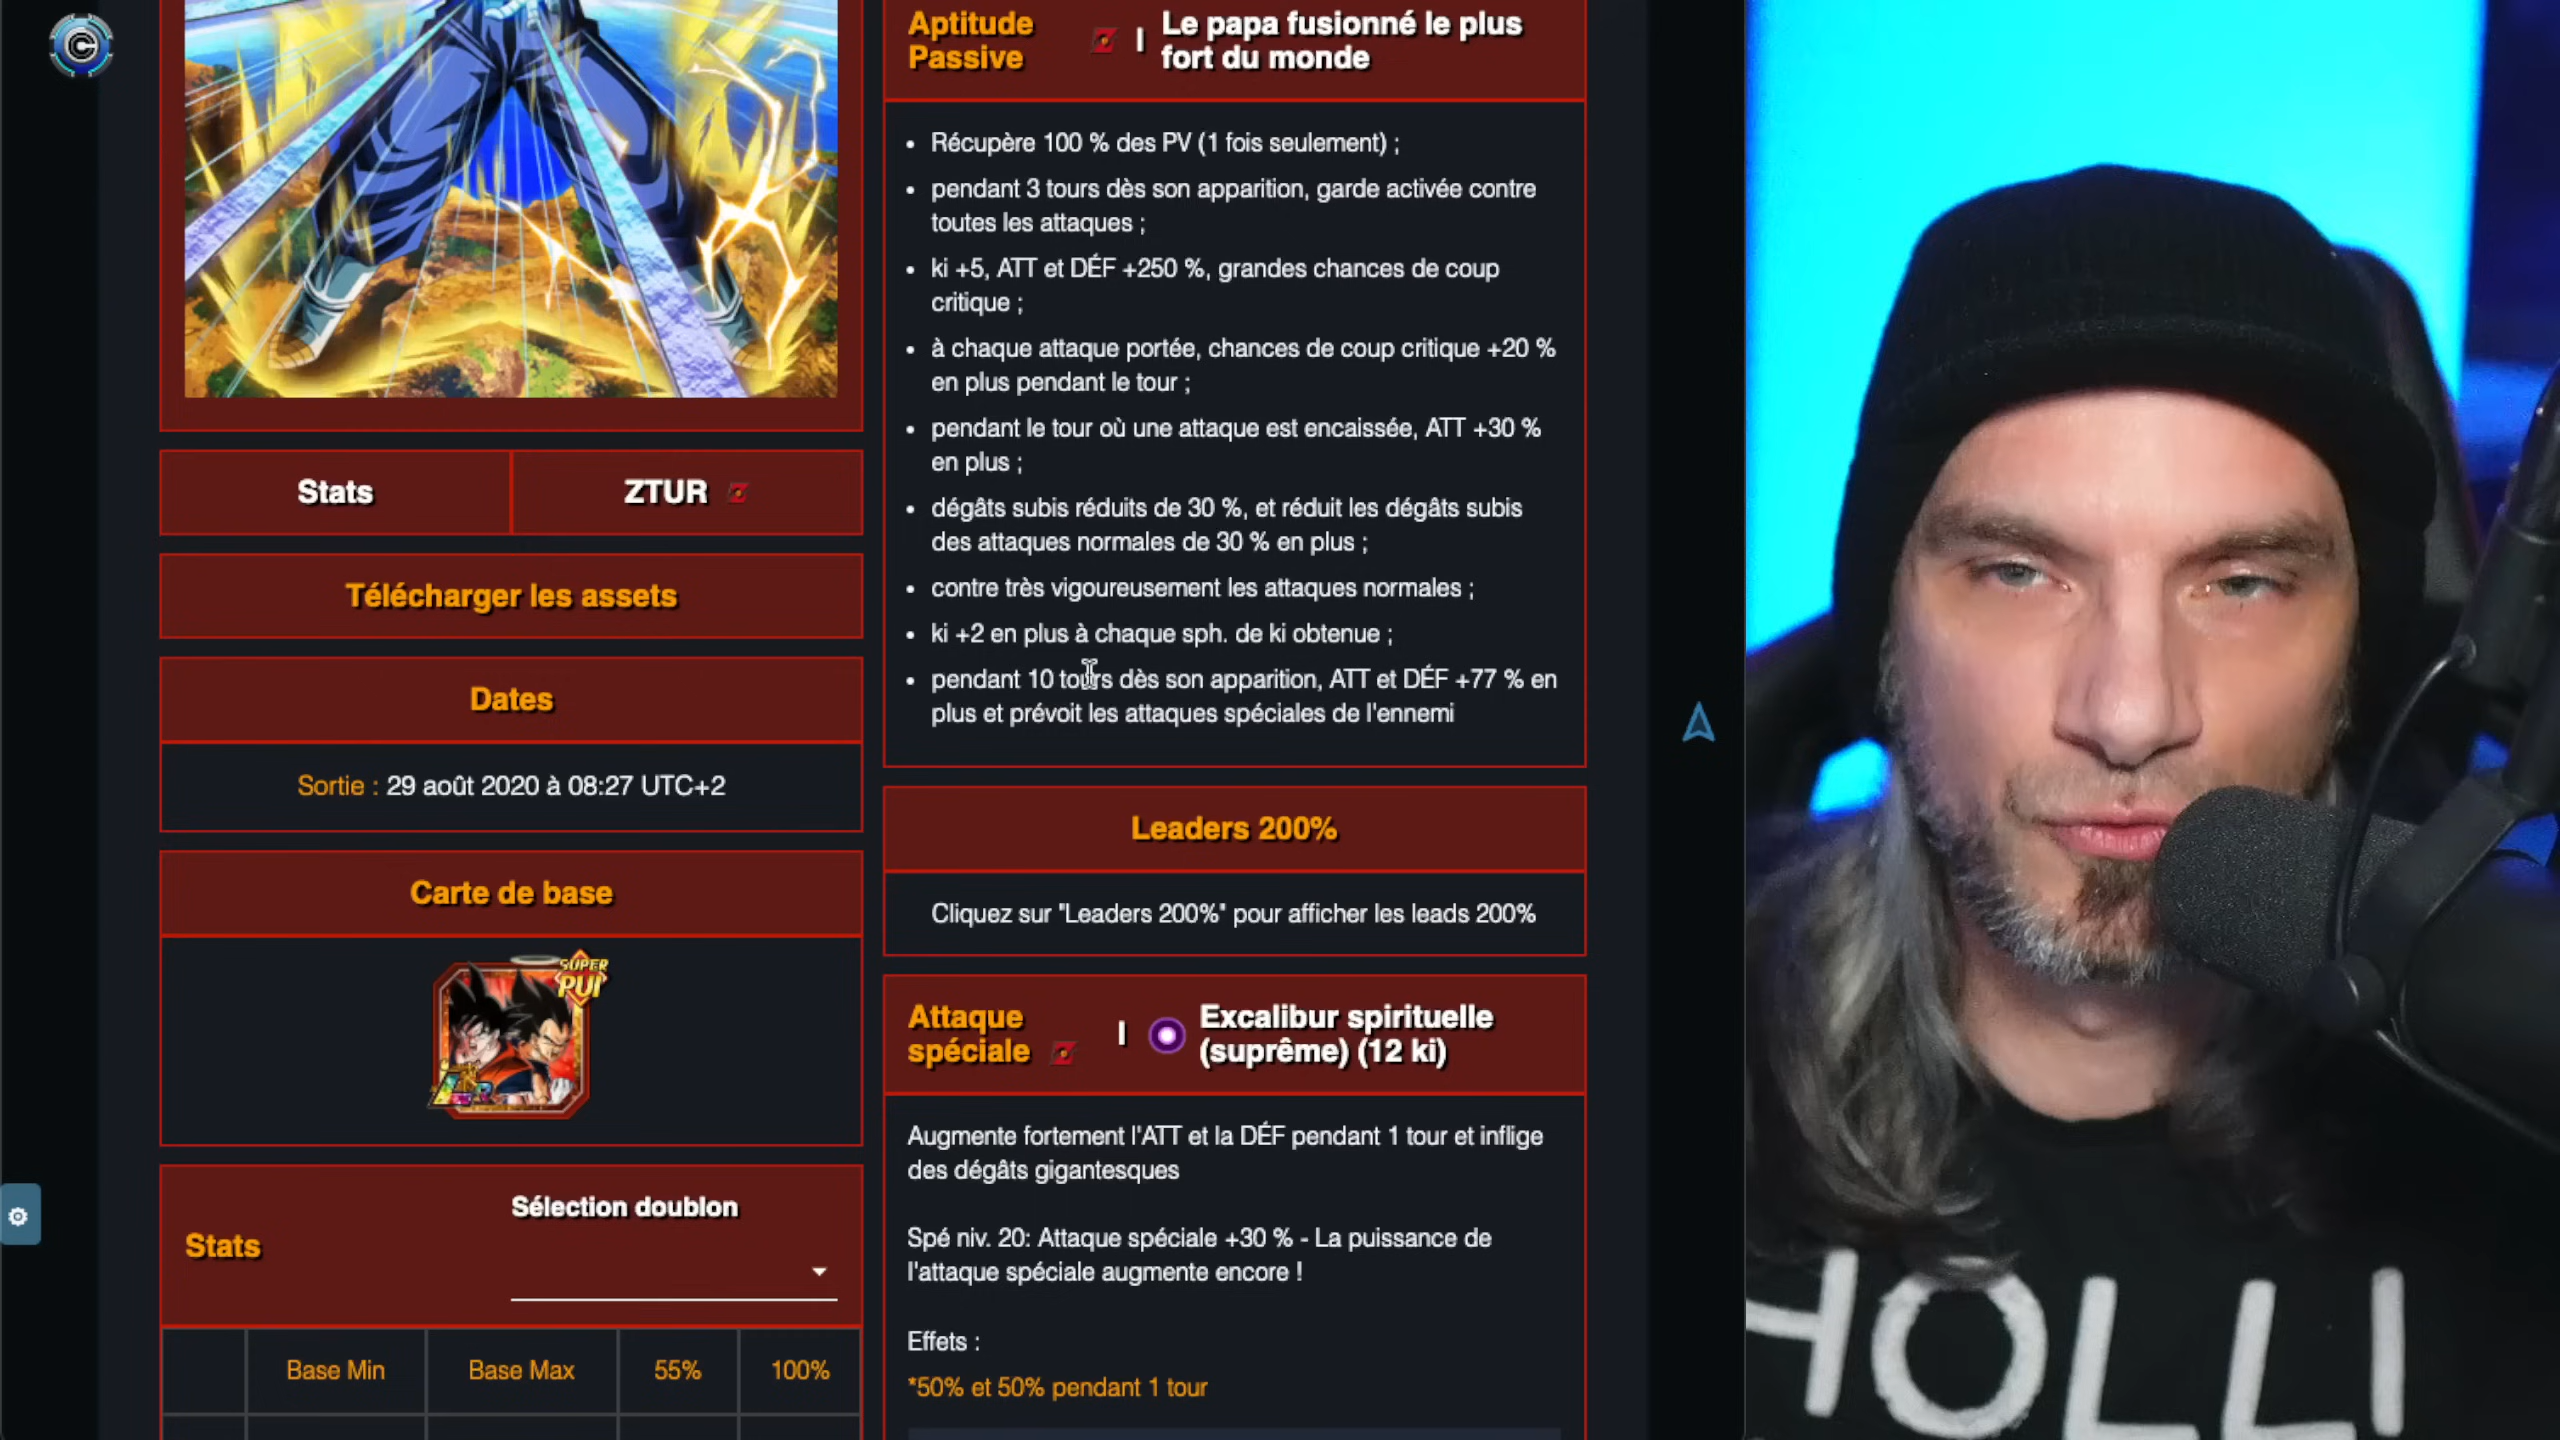 Aptitude
Passive
Le papa fusionné le plus
fort du monde
Récupère 100 % des PV (1 fois seulement) ;
pendant 3 tours dès son apparition, garde activée contre
toutes les attaques ;
ki +5, ATT et DÉF +250 %, grandes chances de coup
critique ;
à chaque attaque portée, chances de coup critique +20 %
en plus pendant le tour ;
pendant le tour où une attaque est encaissée, ATT +30 %
en plus ;
dégâts subis réduits de 30 %, et réduit les dégâts subis
des attaques normales de 30 % en plus ;
contre très vigoureusement les attaques normales ;
ki +2 en plus à chaque sph. de ki obtenue ;
pendant 10 tours dès son apparition, ATT et DÉF +77 % en
plus et prévoit les attaques spéciales de l'ennemi
Stats
ZTUR
Télécharger les assets
Dates
Sortie : 29 août 2020 à 08:27 UTC+2
Carte de base
SUPER
PUI
LR
Leaders 200%
Cliquez sur "Leaders 200%" pour afficher les leads 200%
Attaque
spéciale
Excalibur spirituelle
(suprême) (12 ki)
Augmente fortement l'ATT et la DÉF pendant 1 tour et inflige
des dégâts gigantesques
Spé niv. 20: Attaque spéciale +30 % - La puissance de
l'attaque spéciale augmente encore !
Effets :
*50% et 50% pendant 1 tour
Stats
Sélection doublon
Base Min
Base Max
55%
100%
HOLLI